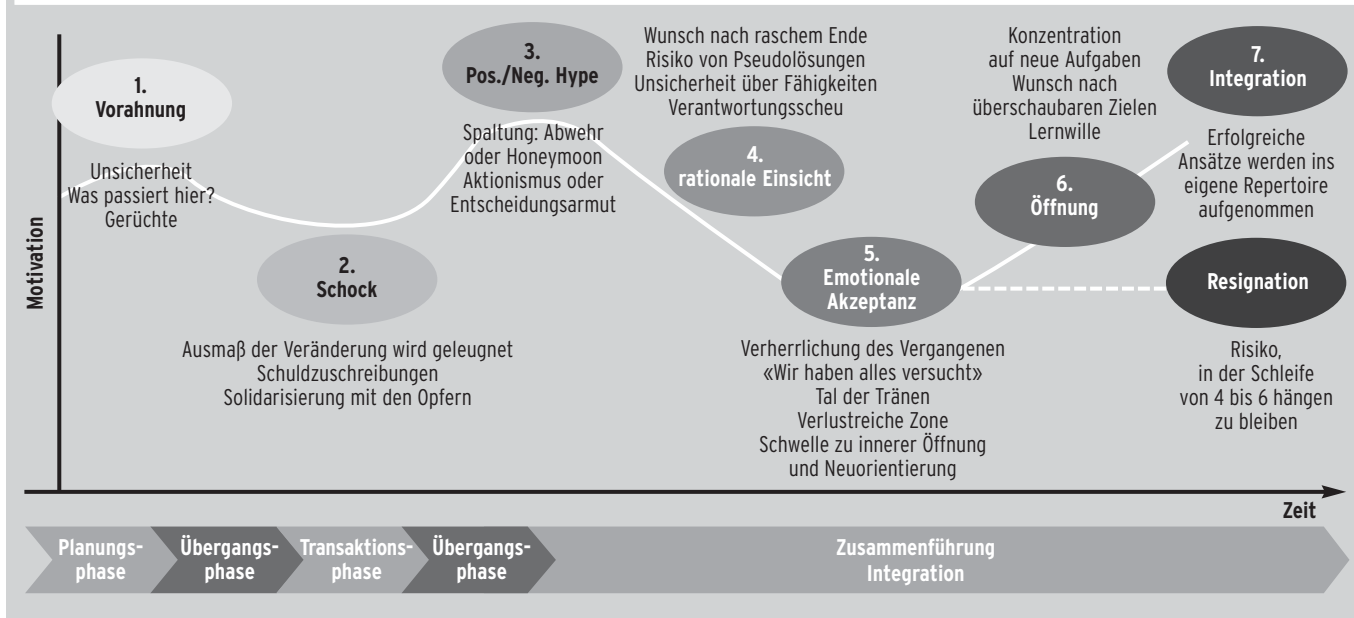 Motivation
1.
Vorahnung
Unsicherheit
Was passiert hier?
Gerüchte
2.
Schock
Ausmaß der Veränderung wird geleugnet
Schuldzuschreibungen
Solidarisierung mit den Opfern
3.
Pos./Neg. Hype
Spaltung: Abwehr
oder Honeymoon
Aktionismus oder
Entscheidungsarmut
Wunsch nach raschem Ende
Risiko von Pseudolösungen
Unsicherheit über Fähigkeiten
Verantwortungsscheu
4.
rationale Einsicht
5.
Emotionale
Akzeptanz
Verherrlichung des Vergangenen
«Wir haben alles versucht»
Tal der Tränen
Verlustreiche Zone
Schwelle zu innerer Öffnung
und Neuorientierung
Konzentration
auf neue Aufgaben
Wunsch nach
überschaubaren Zielen
Lernwille
6.
Öffnung
7.
Integration
Erfolgreiche
Ansätze werden ins
eigene Repertoire
aufgenommen
Resignation
Risiko,
in der Schleife
von 4 bis 6 hängen
zu bleiben
Zeit
Planungs-
phase
Übergangs-
phase
Transaktions-
phase
Übergangs-
phase
Zusammenführung
Integration